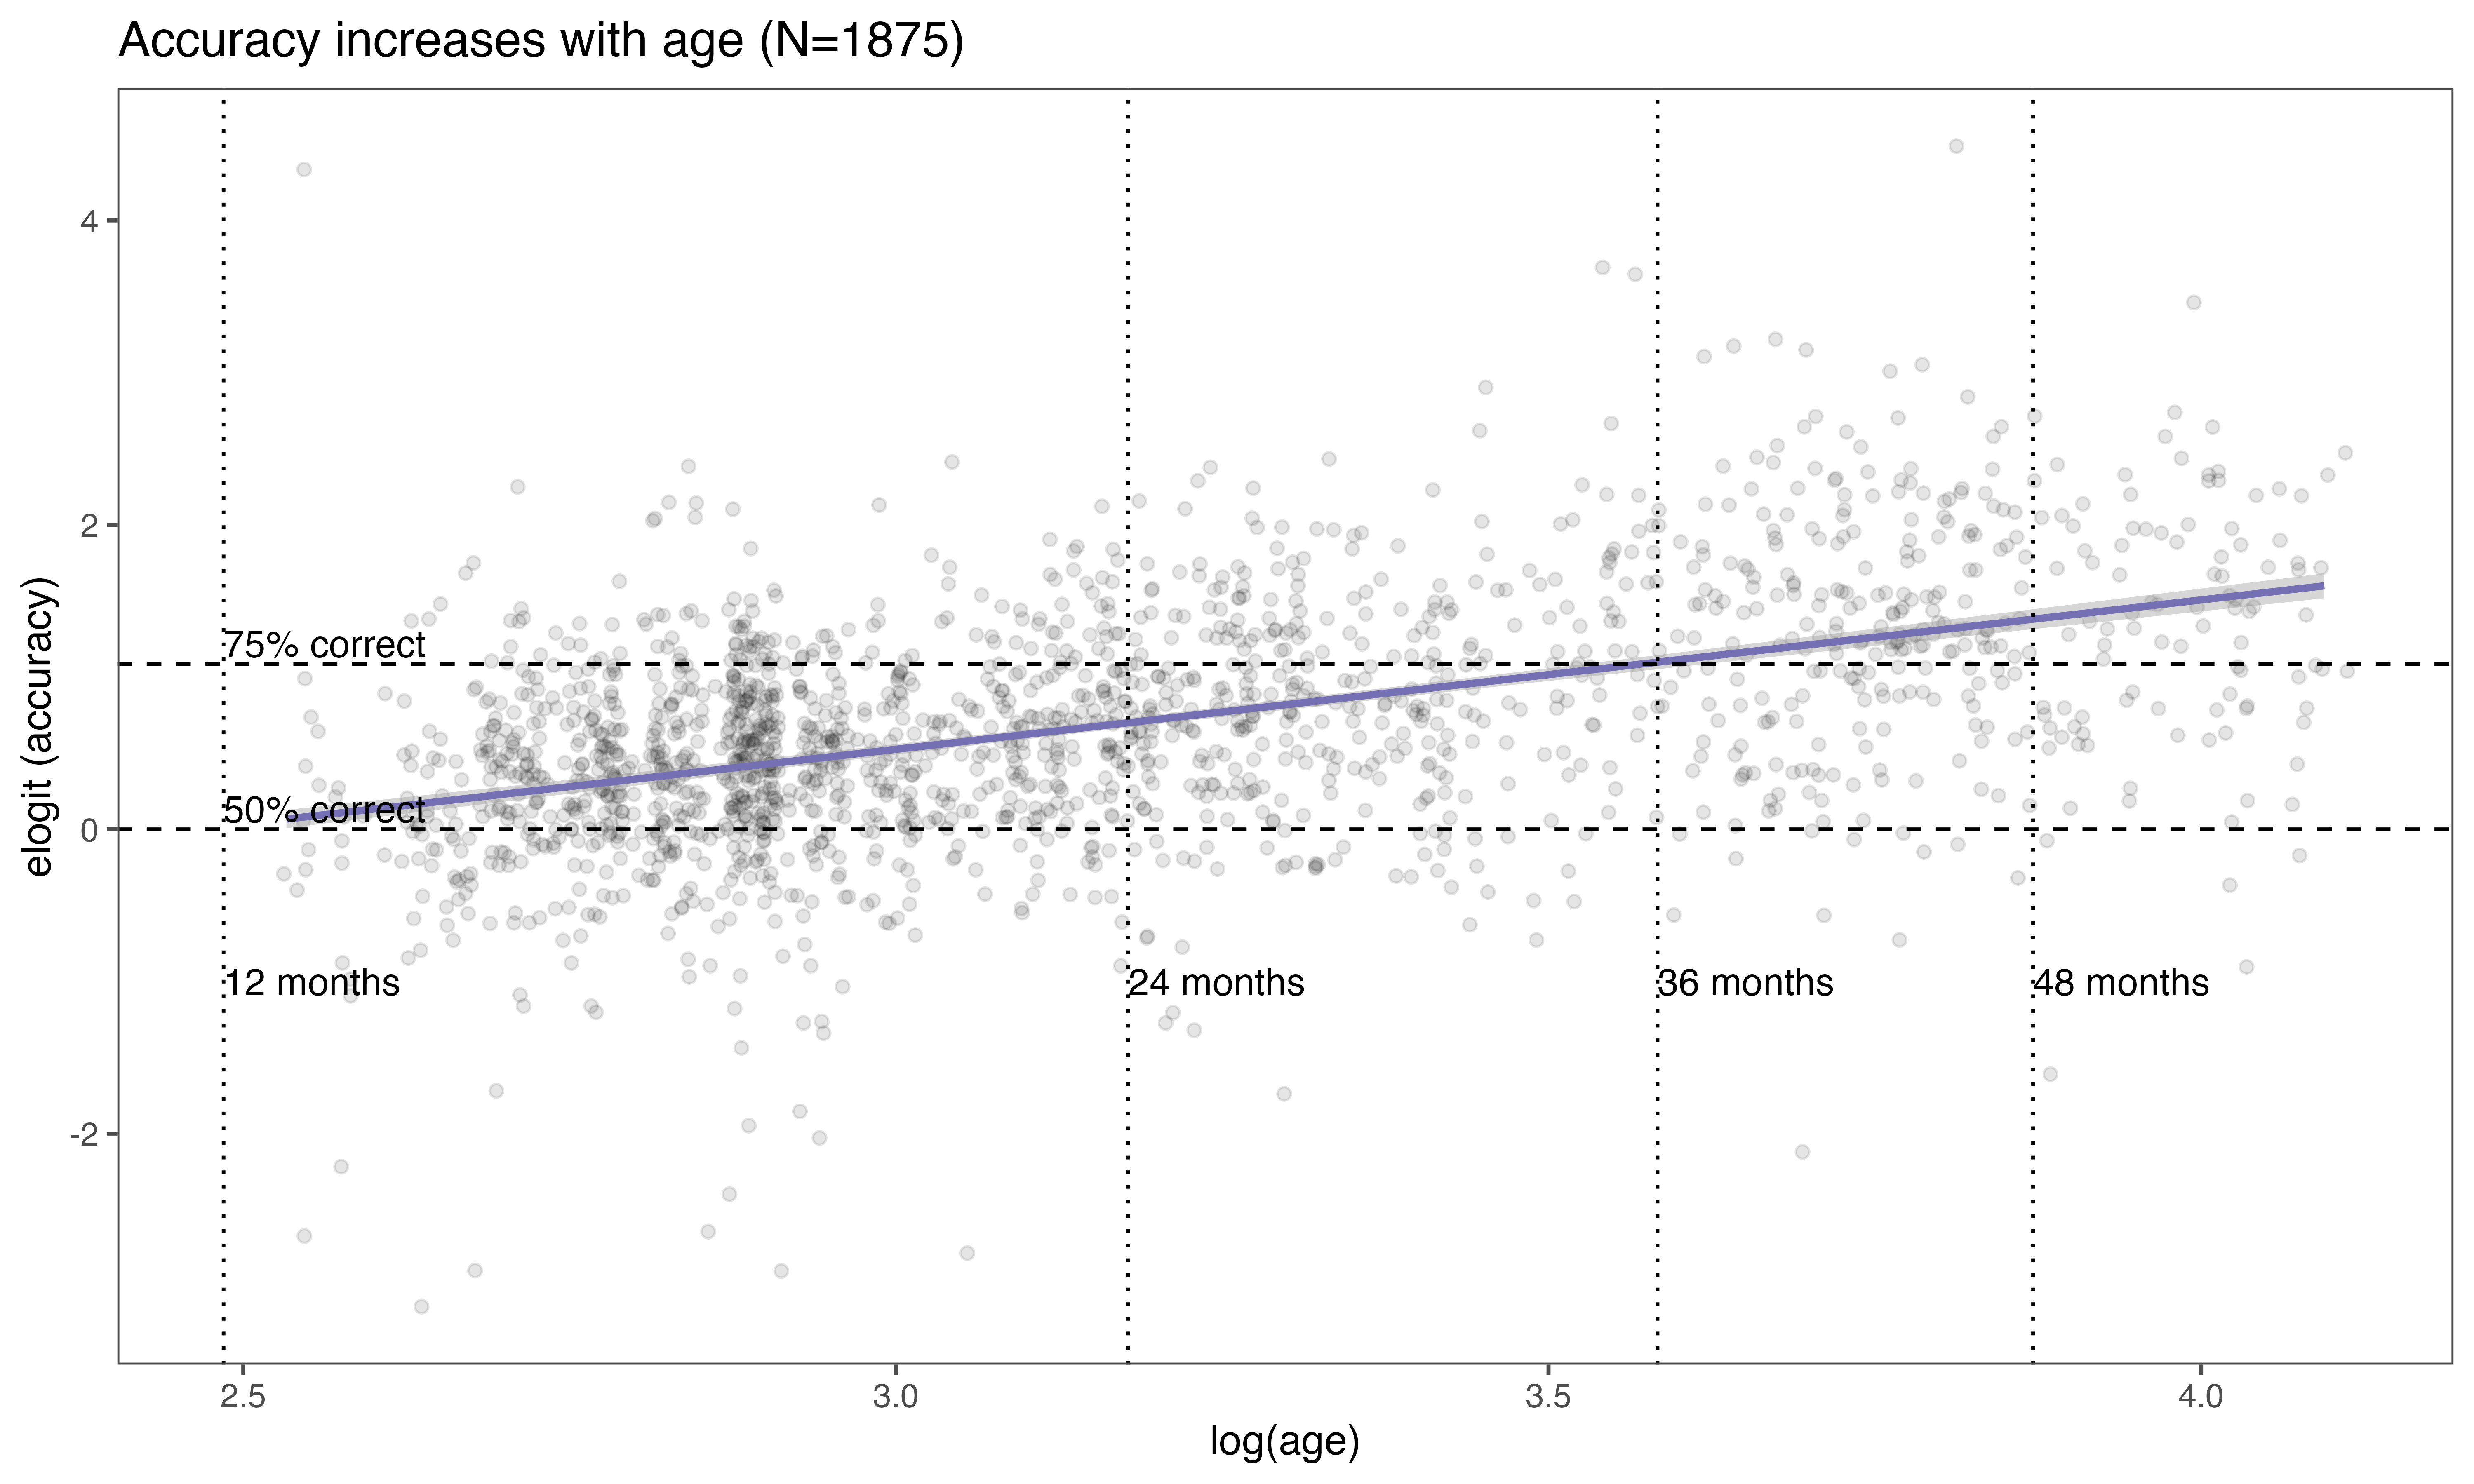 Accuracy increases with age (N=1875)
elogit (accuracy)
4
2
0
-2
75% correct
50% correct
12 months
24 months
36 months
48 months
2.5
3.0
3.5
4.0
log(age)